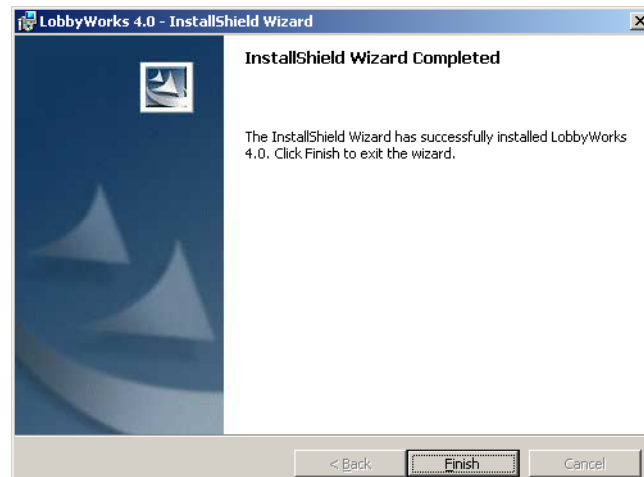 LobbyWorks 4.0 - InstallShield Wizard
InstallShield Wizard Completed
The InstallShield Wizard has successfully installed LobbyWorks
4.0. Click Finish to exit the wizard.
< Back Finish Cancel